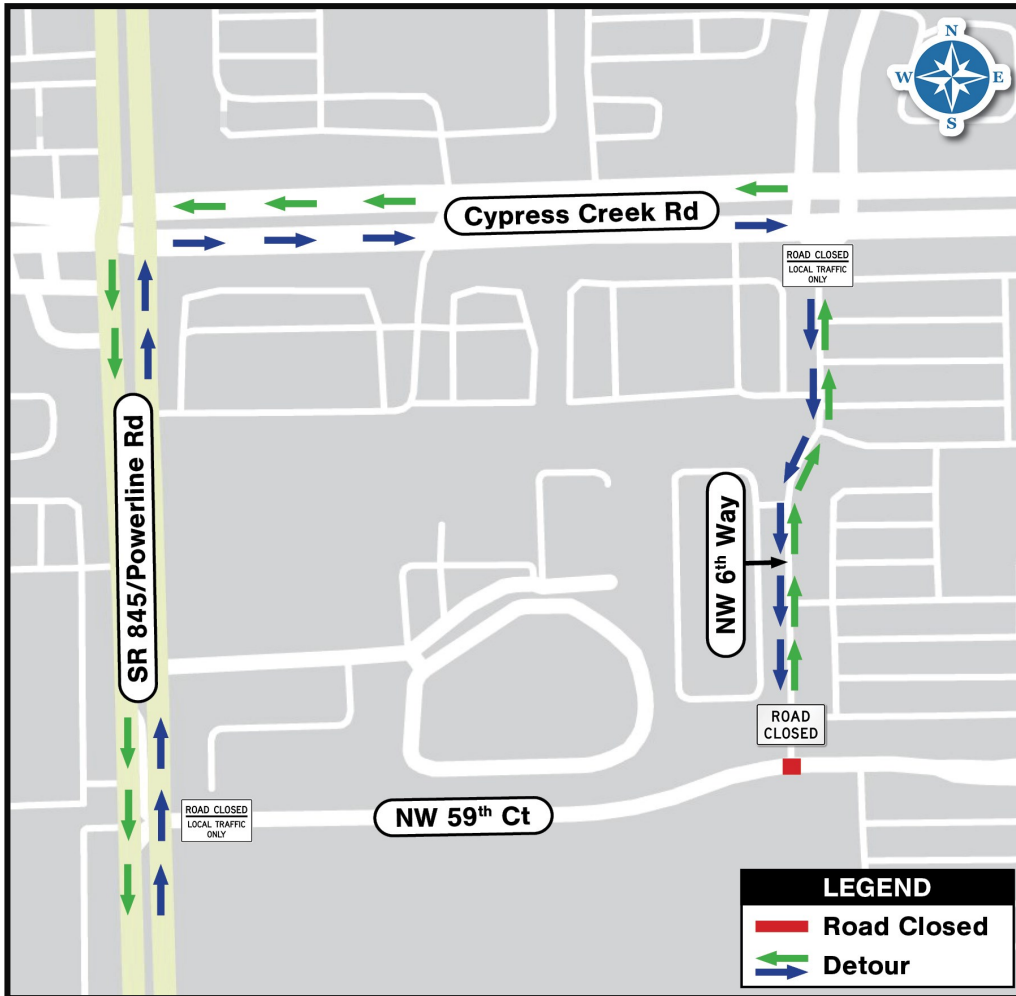 N
W E
S
Cypress Creek Rd
ROAD CLOSED
LOCAL TRAFFIC
ONLY
SR 845/Powerline Rd
NW 6th Way
ROAD
CLOSED
ROAD CLOSED
LOCAL TRAFFIC
ONLY
NW 59th Ct
LEGEND
Road Closed
Detour